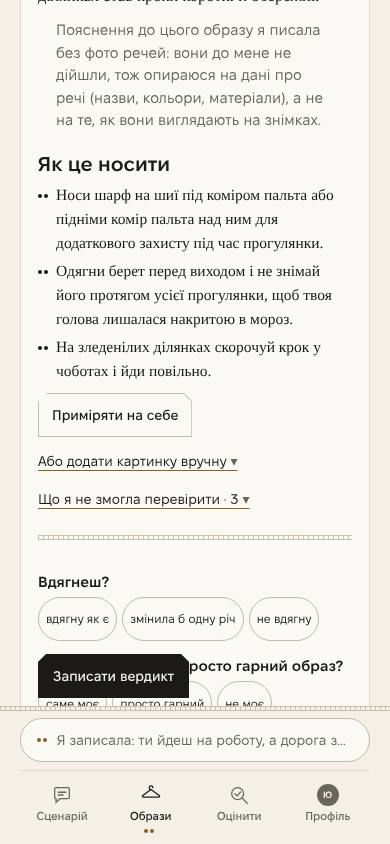 Пояснення до цього образу я писала
без фото речей: вони до мене не
дійшли, тож опираюся на дані про
речі (назви, кольори, матеріали), а не
на те, як вони виглядають на знімках.
Як це носити
•• Носи шарф на шиї під коміром пальта або
підніми комір пальта над ним для
додаткового захисту під час прогулянки.
•• Одягни берет перед виходом і не знімай
його протягом усієї прогулянки, щоб твоя
голова лишалася накритою в мороз.
•• На зледенілих ділянках скорочуй крок у
чоботах і йди повільно.
Приміряти на себе
Або додати картинку вручну ▾
Що я не змогла перевірити · 3 ▾
Вдягнеш?
вдягну як є змінила б одну річ не вдягну
росто гарний образ?
Записати вердикт
саме моє просто гарний не моє
•• Я записала: ти йдеш на роботу, а дорога з...
Сценарій Образи Оцінити Профіль
Ю